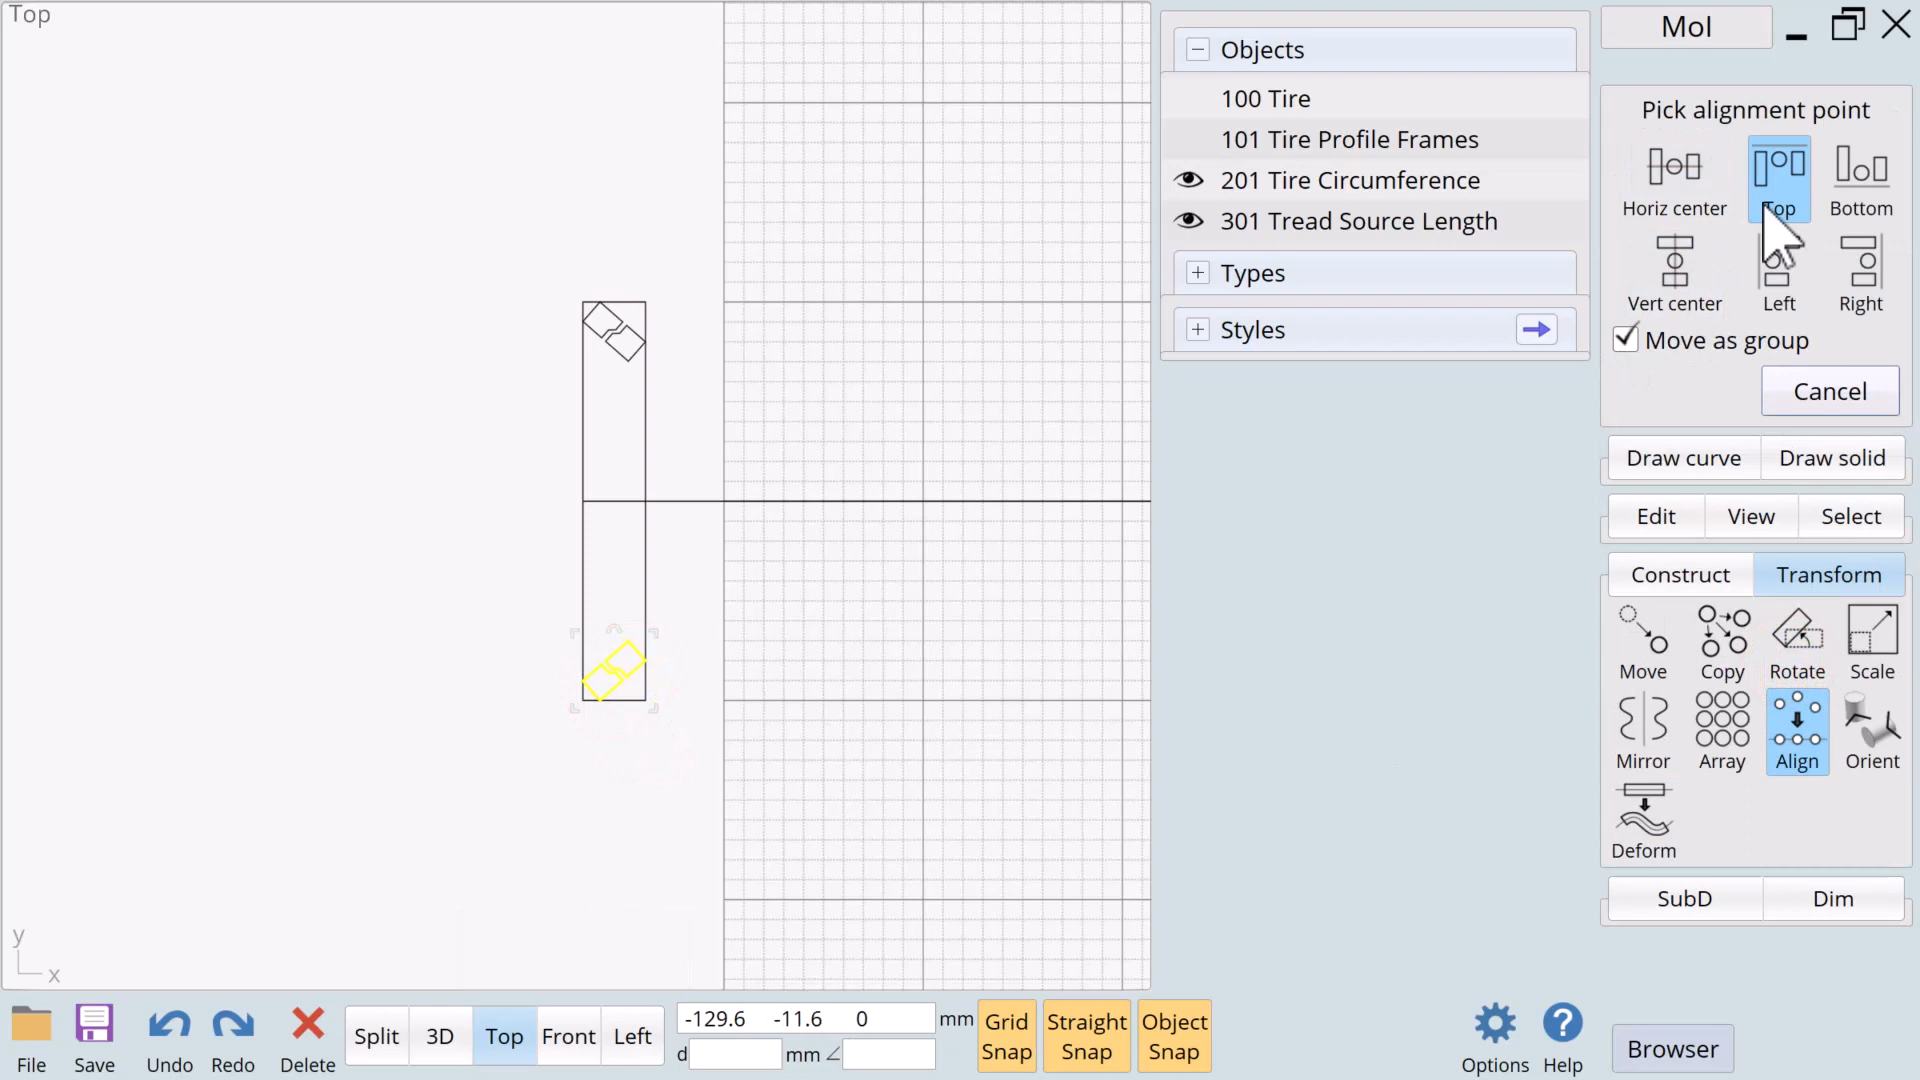 Top
Objects
100 Tire
101 Tire Profile Frames
201 Tire Circumference
301 Tread Source Length
Types
Styles
MoI
Pick alignment point
Horiz center
Top
Bottom
Vert center
Left
Right
Move as group
Cancel
Draw curve
Draw solid
Edit
View
Select
Construct
Transform
Move
Copy
Rotate
Scale
Mirror
Array
Align
Orient
Deform
SubD
Dim
y
x
File
Save
Undo
Redo
Delete
Split
3D
Top
Front
Left
-129.6 -11.6 0 mm
d mm
Grid Snap
Straight Snap
Object Snap
Options
Help
Browser